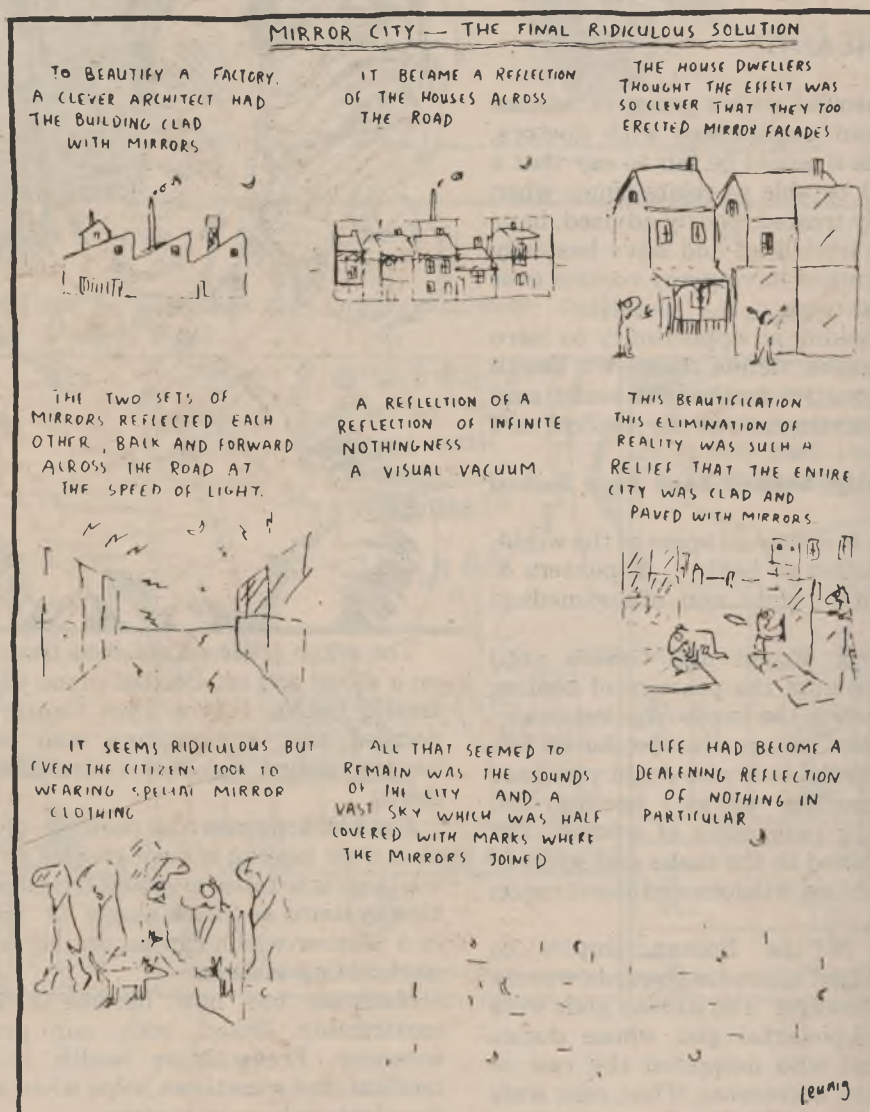 MIRROR CITY — THE FINAL RIDICULOUS SOLUTION
TO BEAUTIFY A FACTORY.
A CLEVER ARCHITECT HAD
THE BUILDING CLAD
WITH MIRRORS
IT BECAME A REFLECTION
OF THE HOUSES ACROSS
THE ROAD
THE HOUSE DWELLERS
THOUGHT THE EFFECT WAS
SO CLEVER THAT THEY TOO
ERECTED MIRROR FACADES
THE TWO SETS OF
MIRRORS REFLECTED EACH
OTHER, BACK AND FORWARD
ACROSS THE ROAD AT
THE SPEED OF LIGHT.
A REFLECTION OF A
REFLECTION OF INFINITE
NOTHINGNESS
A VISUAL VACUUM
THIS BEAUTIFICATION
THIS ELIMINATION OF
REALITY WAS SUCH A
RELIEF THAT THE ENTIRE
CITY WAS CLAD AND
PAVED WITH MIRRORS
IT SEEMS RIDICULOUS BUT
EVEN THE CITIZENS TOOK TO
WEARING SPECIAL MIRROR
CLOTHING
ALL THAT SEEMED TO
REMAIN WAS THE SOUNDS
OF THE CITY AND A
VAST SKY WHICH WAS HALF
COVERED WITH MARKS WHERE
THE MIRRORS JOINED
LIFE HAD BECOME A
DEAFENING REFLECTION
OF NOTHING IN
PARTICULAR
leunig